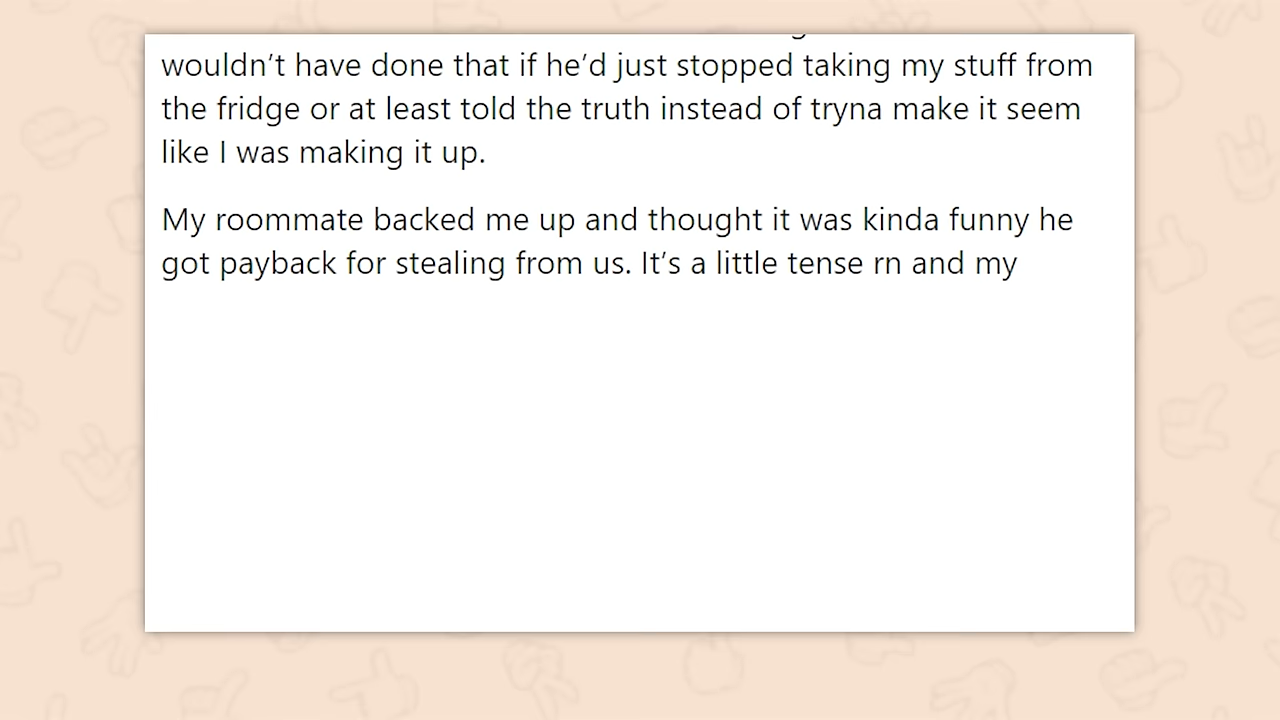 wouldn’t have done that if he’d just stopped taking my stuff from
the fridge or at least told the truth instead of tryna make it seem
like I was making it up.
My roommate backed me up and thought it was kinda funny he
got payback for stealing from us. It’s a little tense rn and my